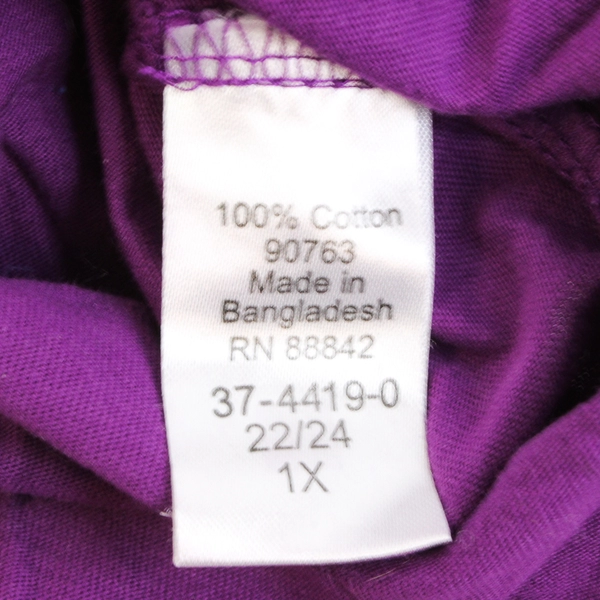 100% Cotton
90763
Made in
Bangladesh
RN 88842
37-4419-0
22/24
1X